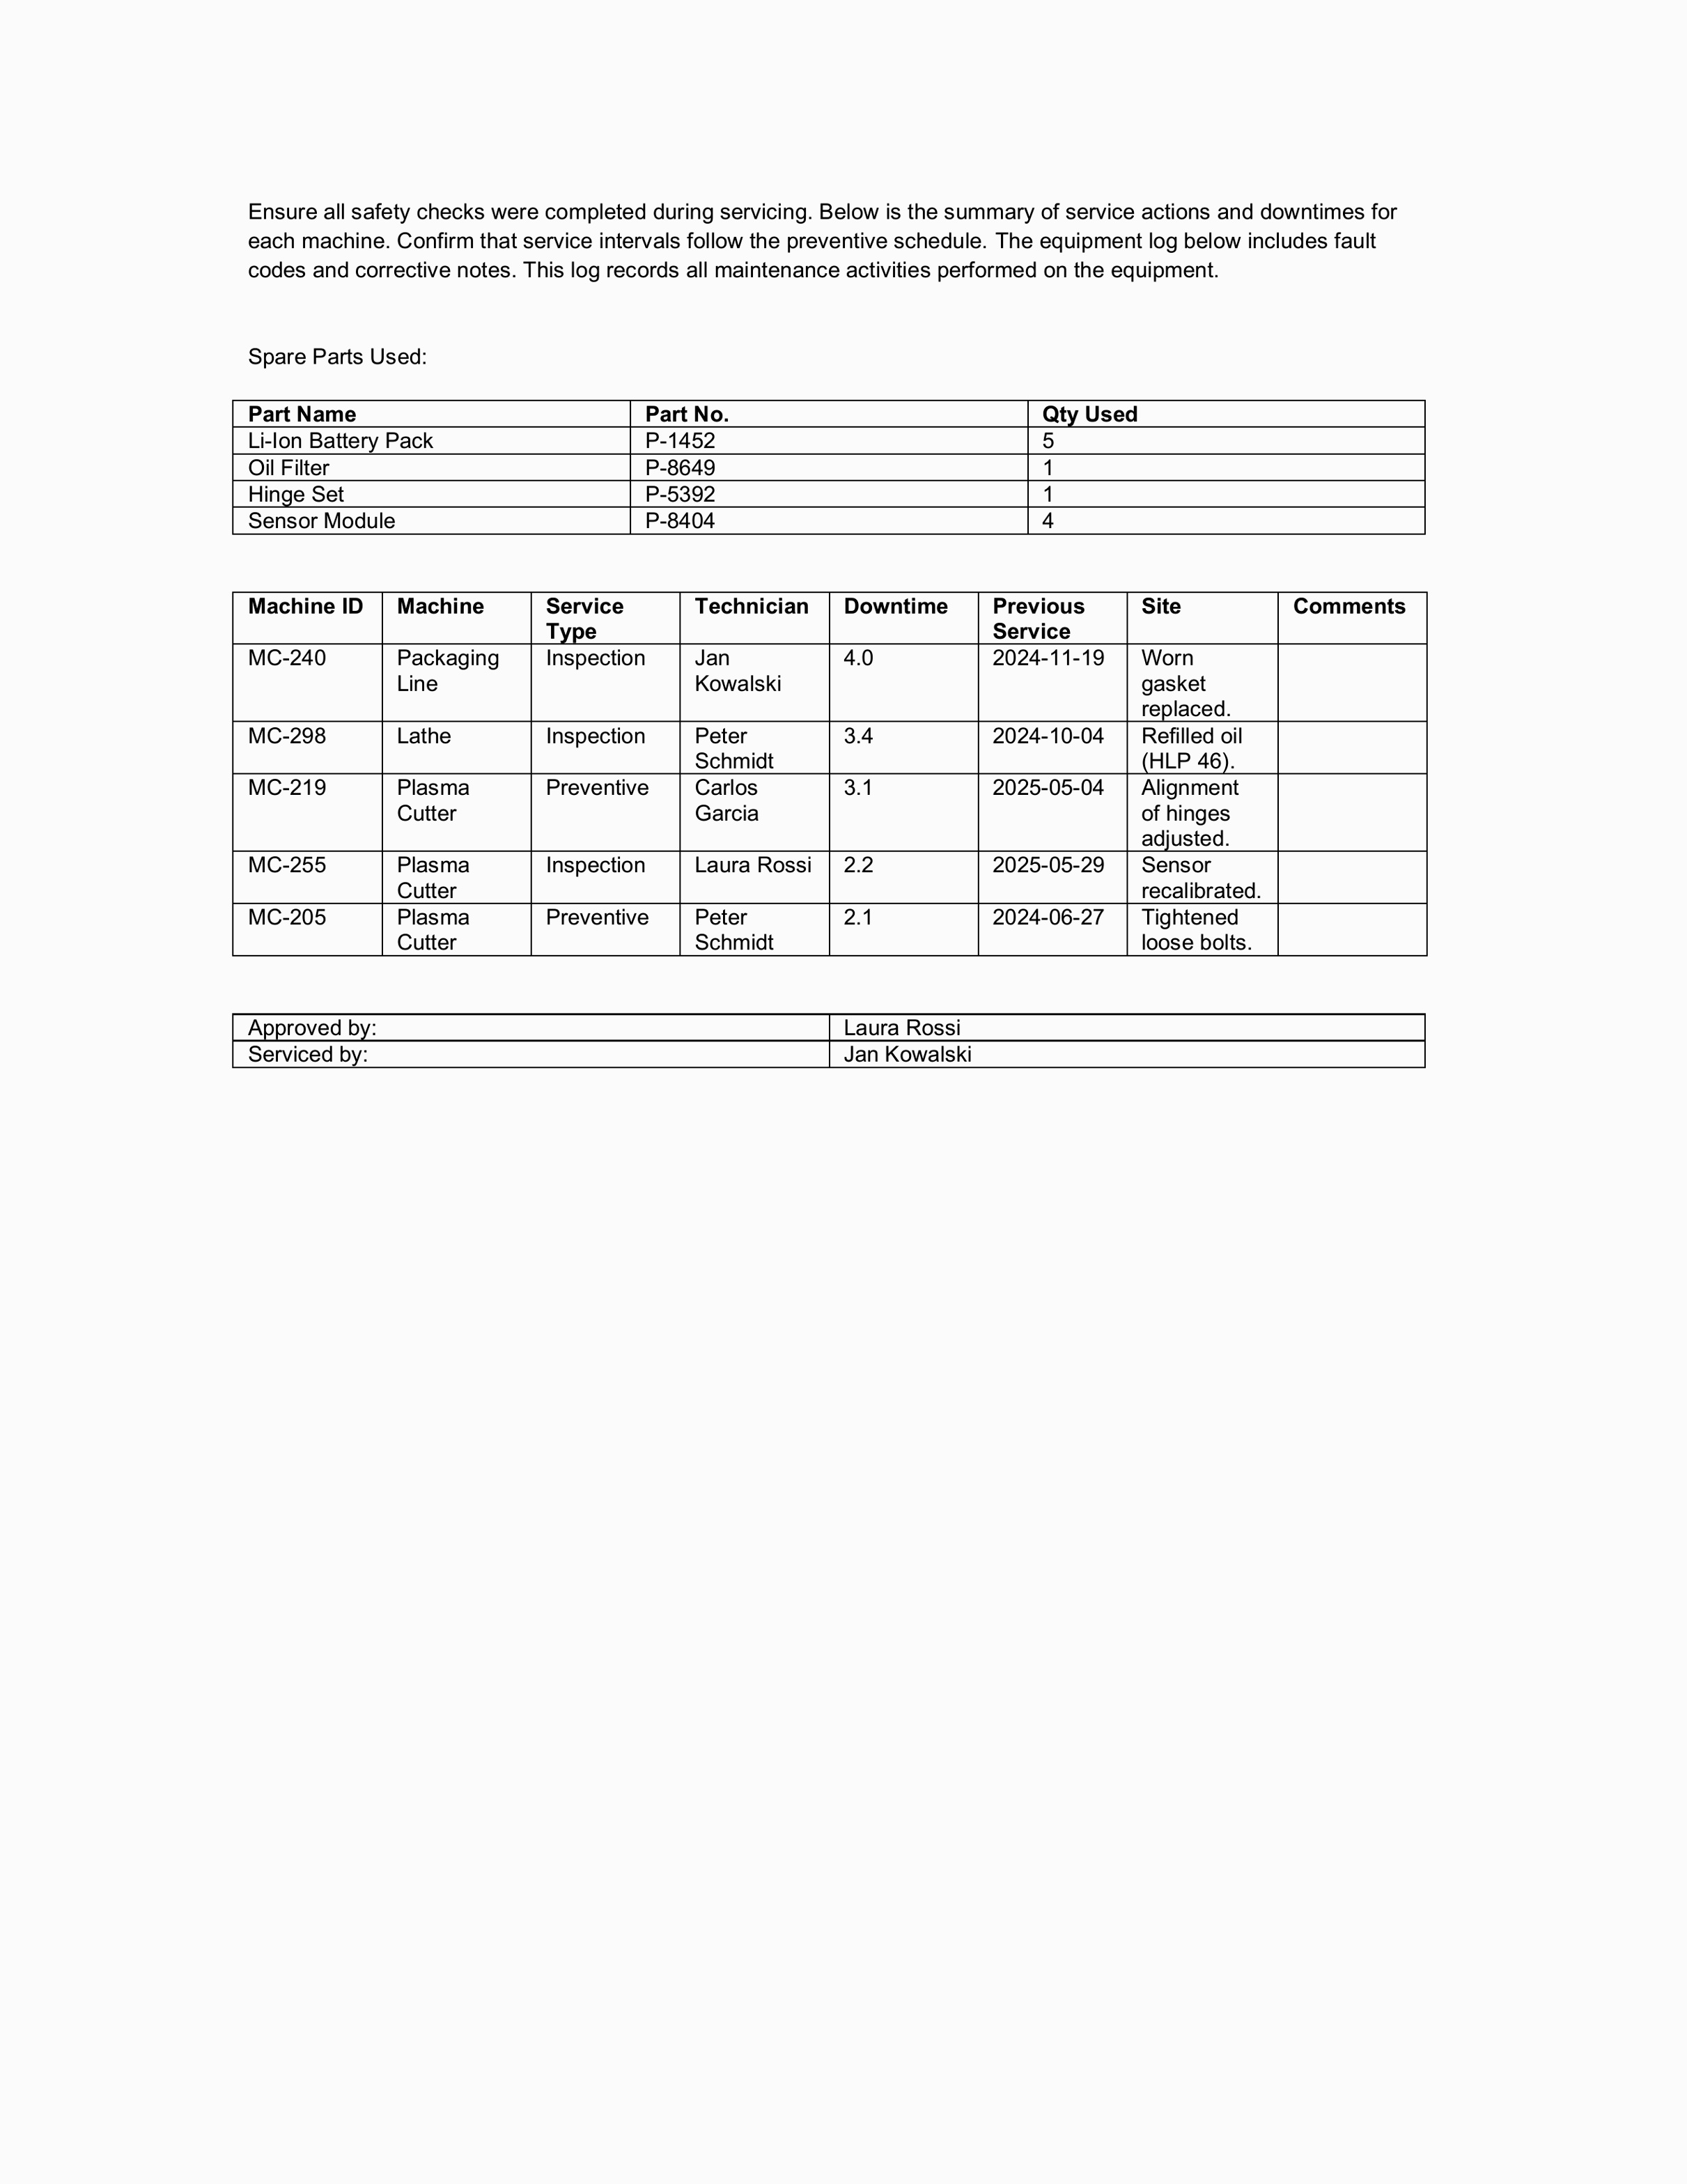 Ensure all safety checks were completed during servicing. Below is the summary of service actions and downtimes for
each machine. Confirm that service intervals follow the preventive schedule. The equipment log below includes fault
codes and corrective notes. This log records all maintenance activities performed on the equipment.
Spare Parts Used:
Part Name Part No. Qty Used
Li-Ion Battery Pack P-1452 5
Oil Filter P-8649 1
Hinge Set P-5392 1
Sensor Module P-8404 4
Machine ID Machine Service Technician Downtime Previous Site Comments
Type Service
MC-240 Packaging Inspection Jan 4.0 2024-11-19 Worn
Line Kowalski gasket
replaced.
MC-298 Lathe Inspection Peter 3.4 2024-10-04 Refilled oil
Schmidt (HLP 46).
MC-219 Plasma Preventive Carlos 3.1 2025-05-04 Alignment
Cutter Garcia of hinges
adjusted.
MC-255 Plasma Inspection Laura Rossi 2.2 2025-05-29 Sensor
Cutter recalibrated.
MC-205 Plasma Preventive Peter 2.1 2024-06-27 Tightened
Cutter Schmidt loose bolts.
Approved by: Laura Rossi
Serviced by: Jan Kowalski